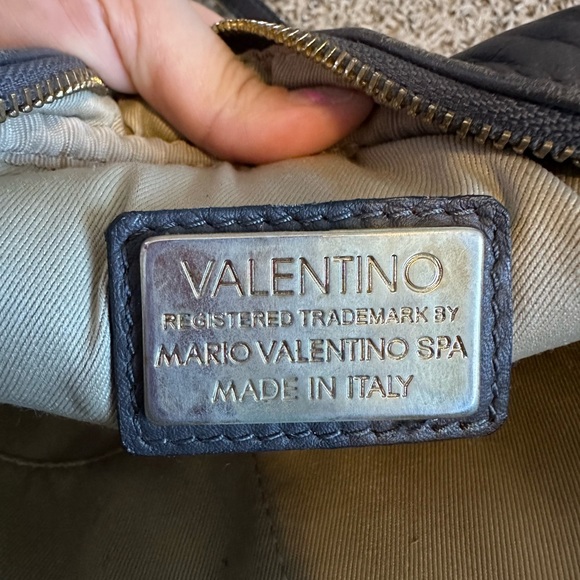 VALENTINO
REGISTERED TRADEMARK BY
MARIO VALENTINO SPA
MADE IN ITALY